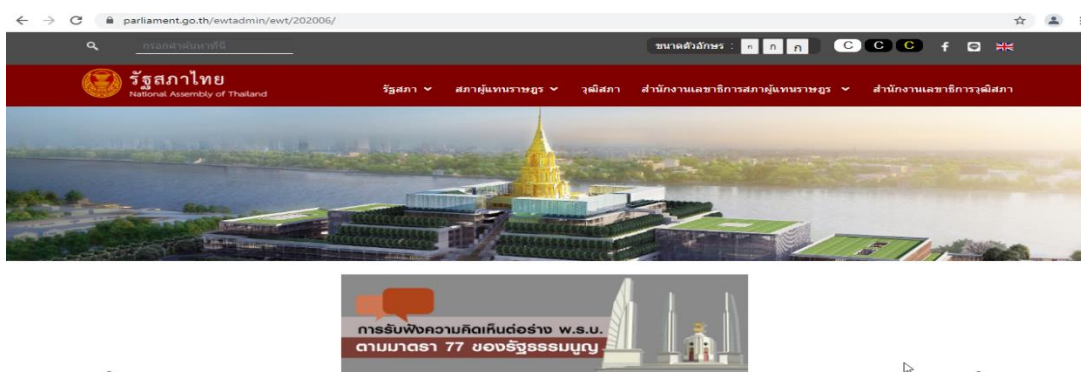 parliament.go.th/ewtadmin/ewt/202006/
กรอกคำค้นหาที่นี่
ขนาดตัวอักษร : ก ก ก C C C f
รัฐสภาไทย
National Assembly of Thailand
รัฐสภา สภาผู้แทนราษฎร วุฒิสภา สำนักงานเลขาธิการสภาผู้แทนราษฎร สำนักงานเลขาธิการวุฒิสภา
การรับฟังความคิดเห็นต่อร่าง พ.ร.บ.
ตามมาตรา 77 ของรัฐธรรมนูญ